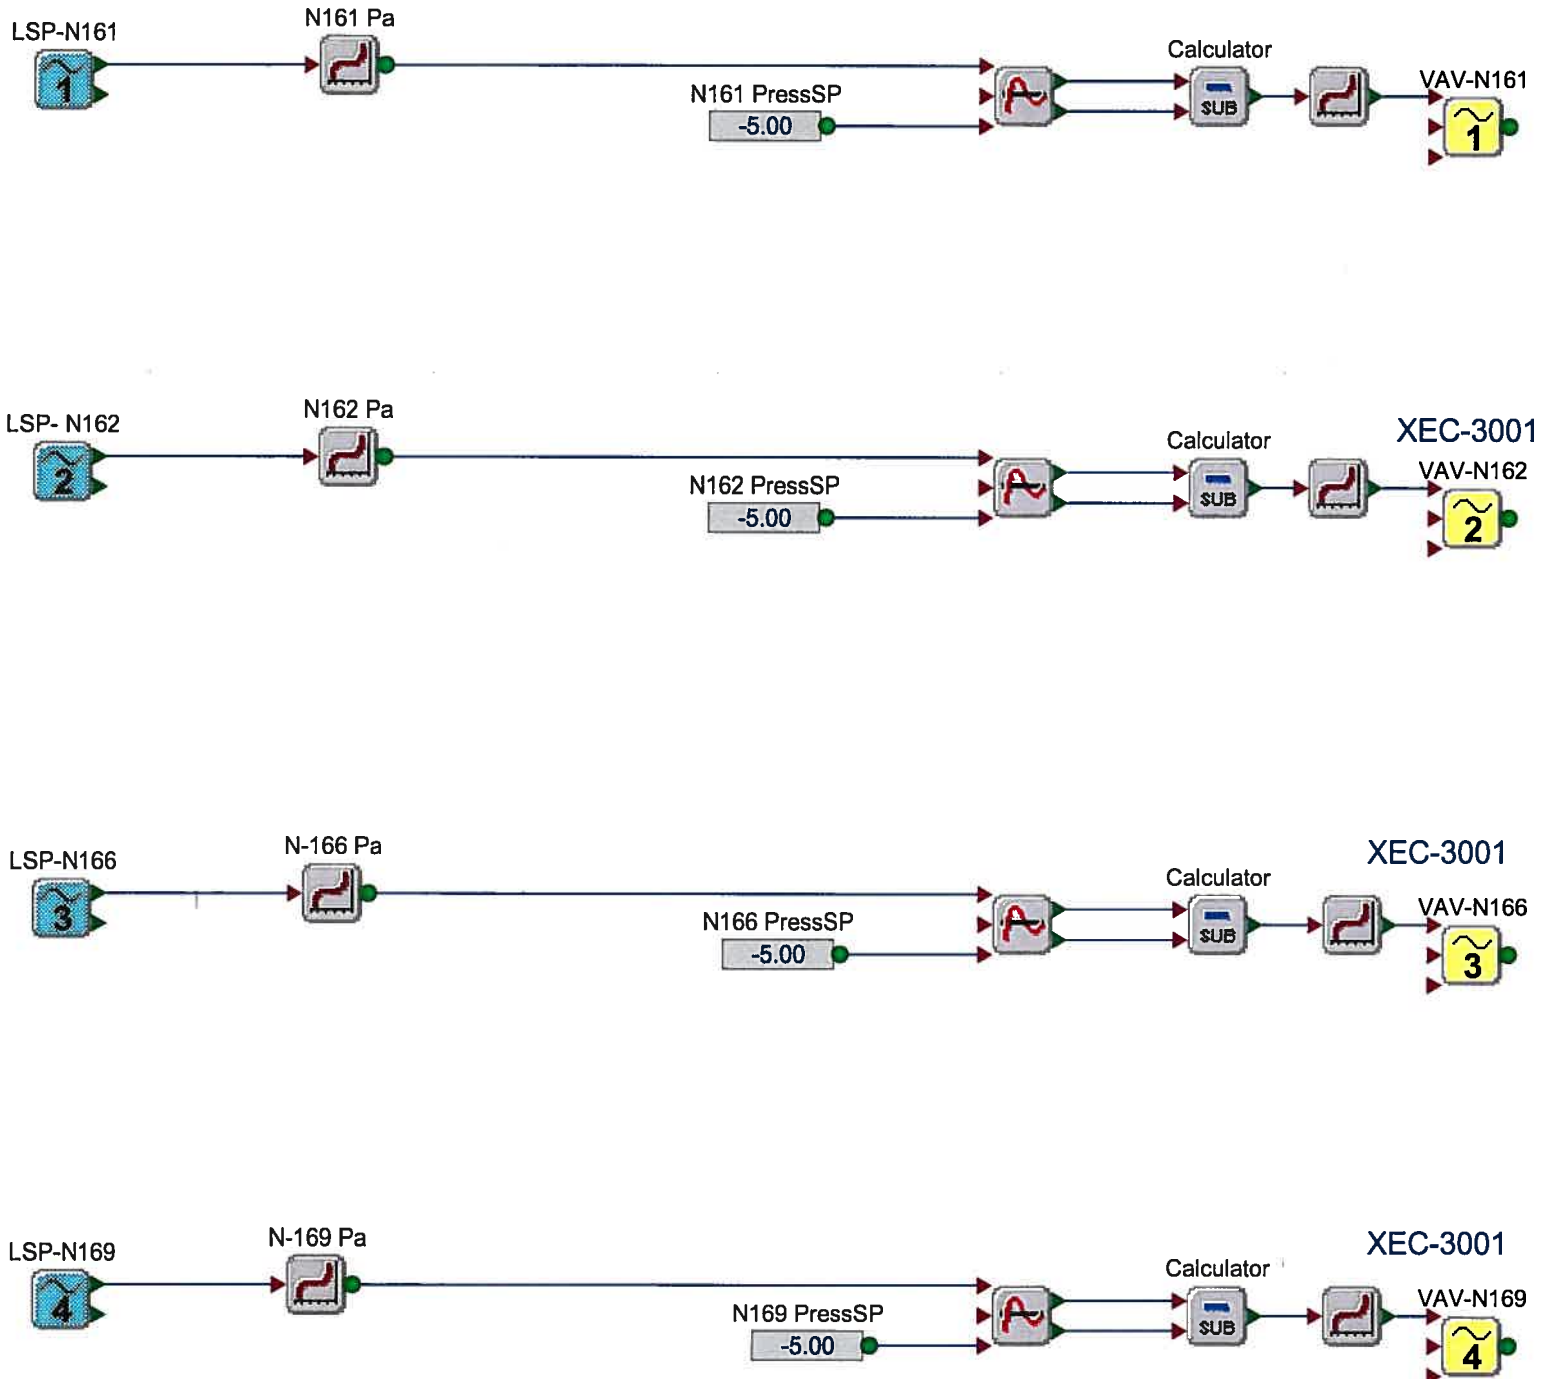 LSP-N161
N161 Pa
1
N161 PressSP
-5.00
Calculator
SUB
VAV-N161
1
LSP- N162
N162 Pa
2
N162 PressSP
-5.00
Calculator
SUB
XEC-3001
VAV-N162
2
LSP-N166
N-166 Pa
3
N166 PressSP
-5.00
Calculator
SUB
XEC-3001
VAV-N166
3
LSP-N169
N-169 Pa
4
N169 PressSP
-5.00
Calculator
SUB
XEC-3001
VAV-N169
4